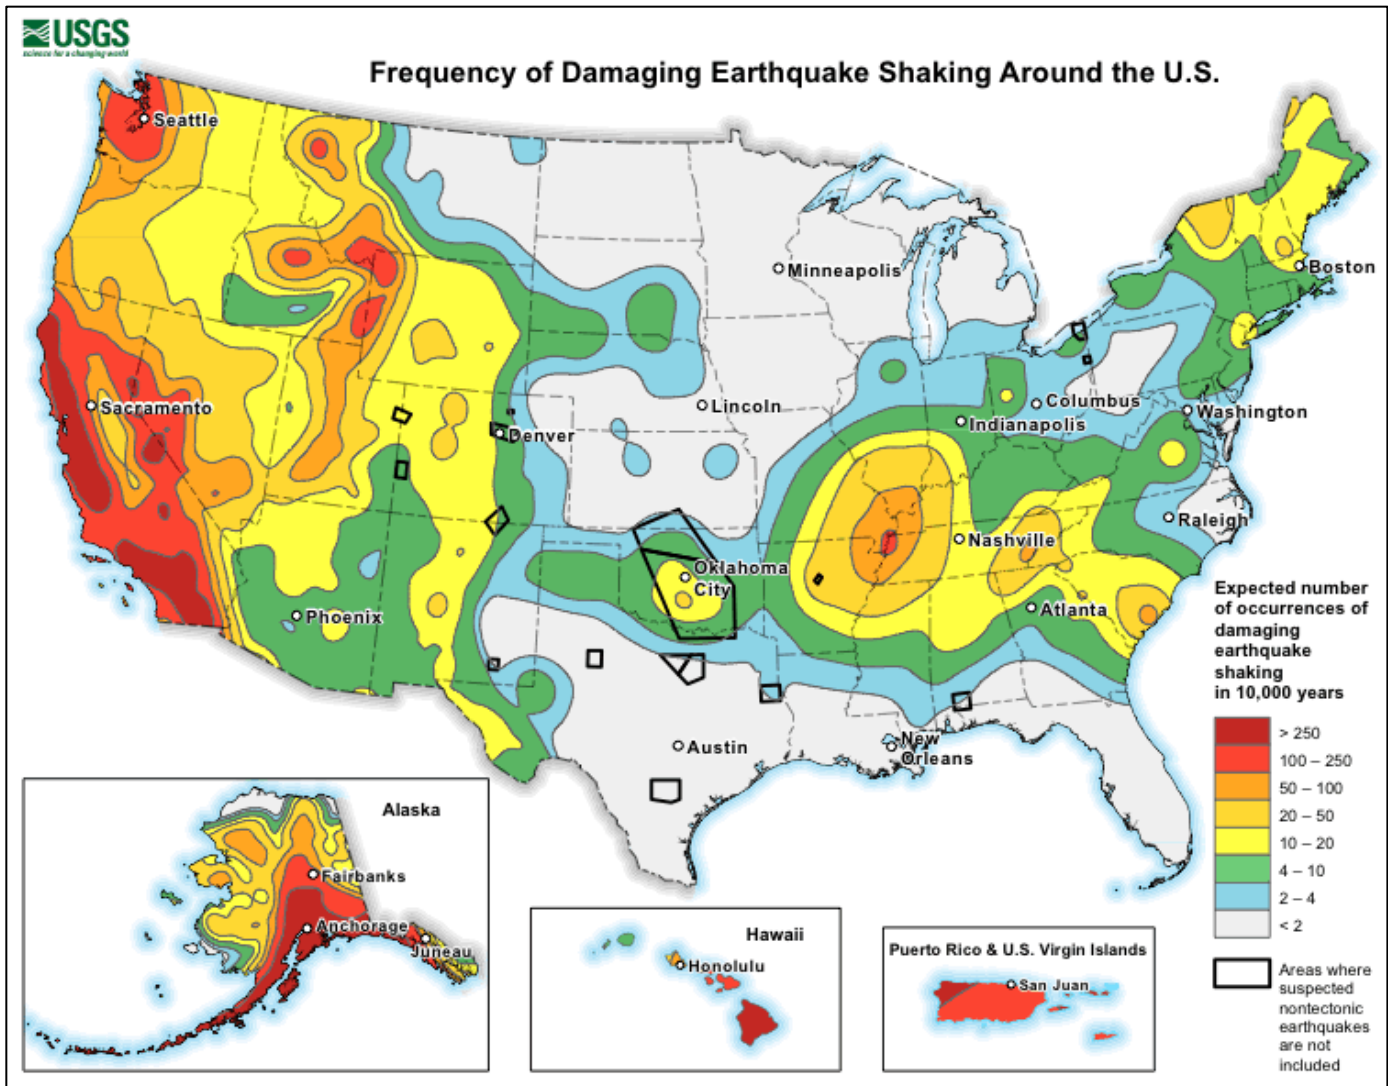 USGS
science for a changing world
Frequency of Damaging Earthquake Shaking Around the U.S.
Seattle
Sacramento
Phoenix
Denver
Minneapolis
Lincoln
Oklahoma
City
Austin
New
Orleans
Indianapolis
Columbus
Nashville
Atlanta
Raleigh
Washington
Boston
Expected number
of occurrences of
damaging
earthquake
shaking
in 10,000 years
> 250
100 – 250
50 – 100
20 – 50
10 – 20
4 – 10
2 – 4
< 2
Areas where
suspected
nontectonic
earthquakes
are not
included
Alaska
Fairbanks
Anchorage
Juneau
Hawaii
Honolulu
Puerto Rico & U.S. Virgin Islands
San Juan